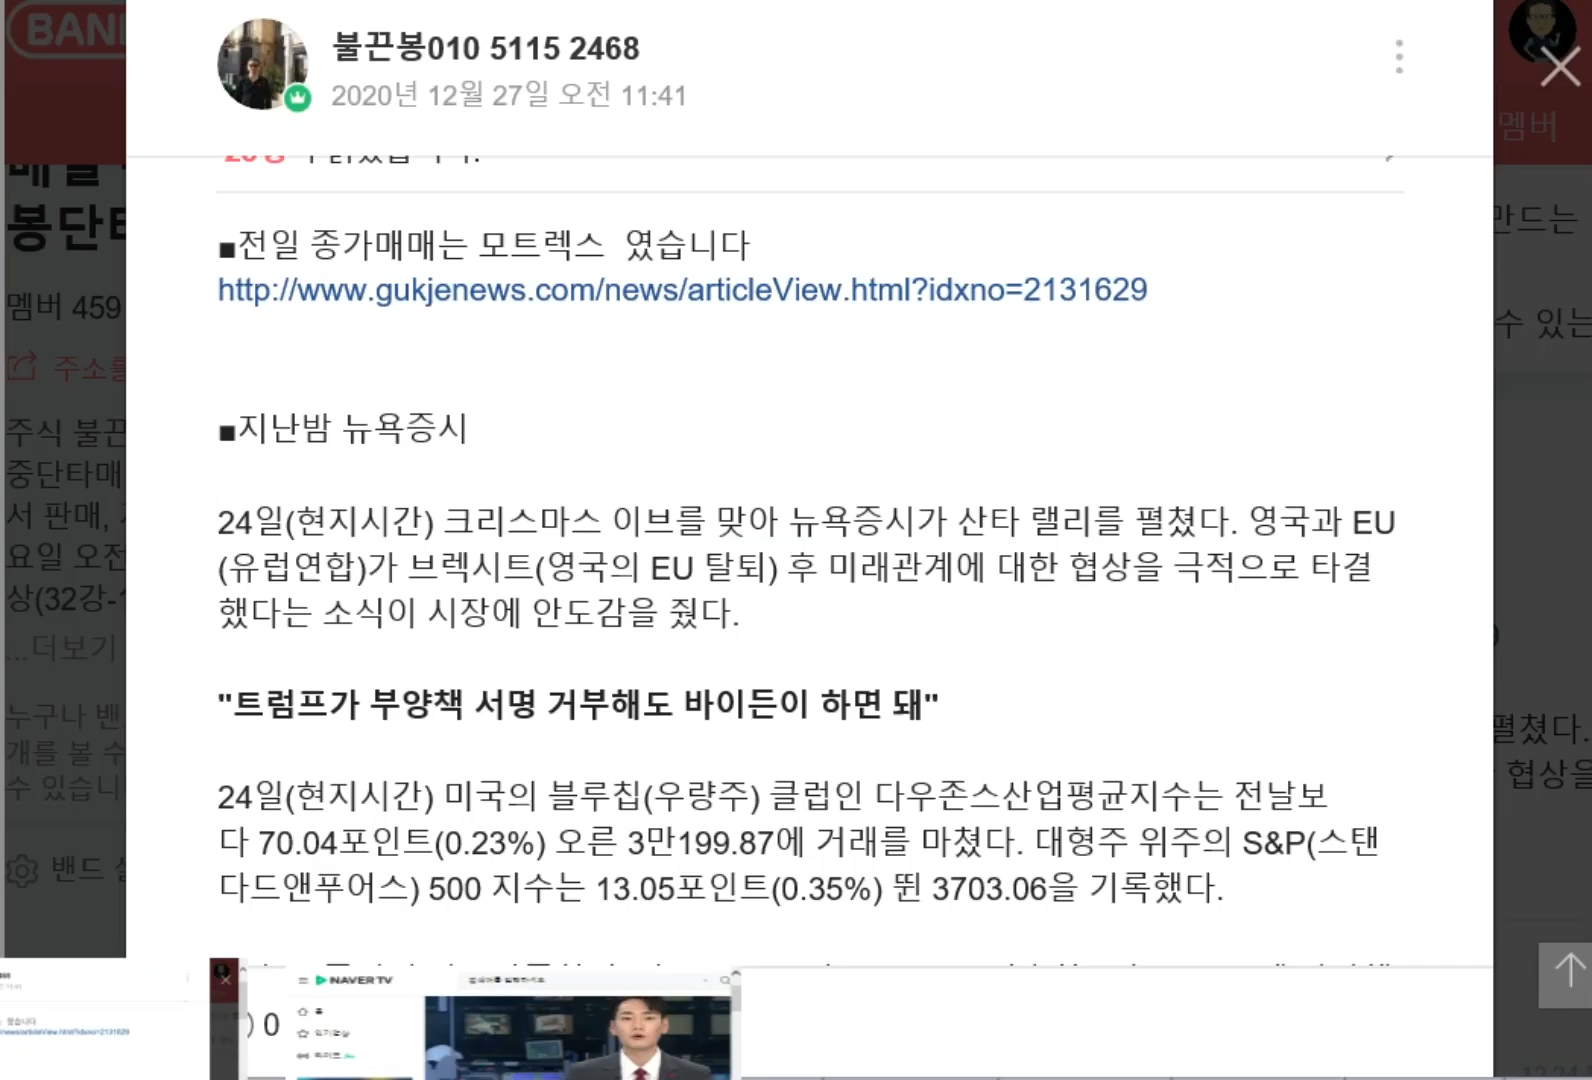 불끈봉010 5115 2468
2020년 12월 27일 오전 11:41
■전일 종가매매는 모트렉스 였습니다
http://www.gukjenews.com/news/articleView.html?idxno=2131629
■지난밤 뉴욕증시
24일(현지시간) 크리스마스 이브를 맞아 뉴욕증시가 산타 랠리를 펼쳤다. 영국과 EU
(유럽연합)가 브렉시트(영국의 EU 탈퇴) 후 미래관계에 대한 협상을 극적으로 타결
했다는 소식이 시장에 안도감을 줬다.
"트럼프가 부양책 서명 거부해도 바이든이 하면 돼"
24일(현지시간) 미국의 블루칩(우량주) 클럽인 다우존스산업평균지수는 전날보
다 70.04포인트(0.23%) 오른 3만199.87에 거래를 마쳤다. 대형주 위주의 S&P(스탠
다드앤푸어스) 500 지수는 13.05포인트(0.35%) 뛴 3703.06을 기록했다.
BAN
봉단타
멤버 459
주소를
주식 불끈
중단타매
서 판매,
요일 오전
상(32강-
...더보기
누구나 밴
개를 볼 수
수 있습니
밴드 설
멤버
만드는
수 있는
펼쳤다.
협상을
NAVER TV
홈
인기영상
라이브
) 0